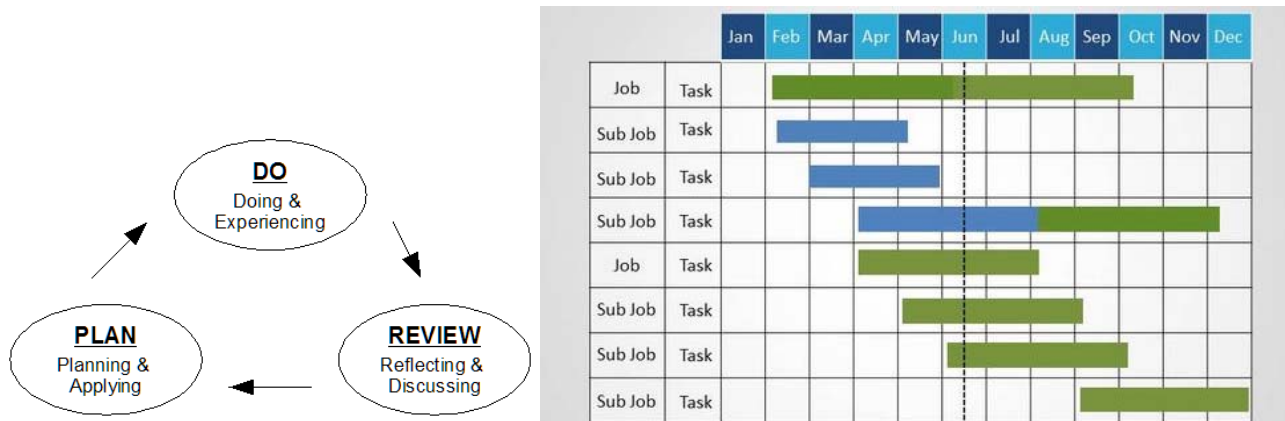 DO
Doing &
Experiencing
PLAN
Planning &
Applying
REVIEW
Reflecting &
Discussing
Jan Feb Mar Apr May Jun Jul Aug Sep Oct Nov Dec
Job Task
Sub Job Task
Sub Job Task
Sub Job Task
Job Task
Sub Job Task
Sub Job Task
Sub Job Task